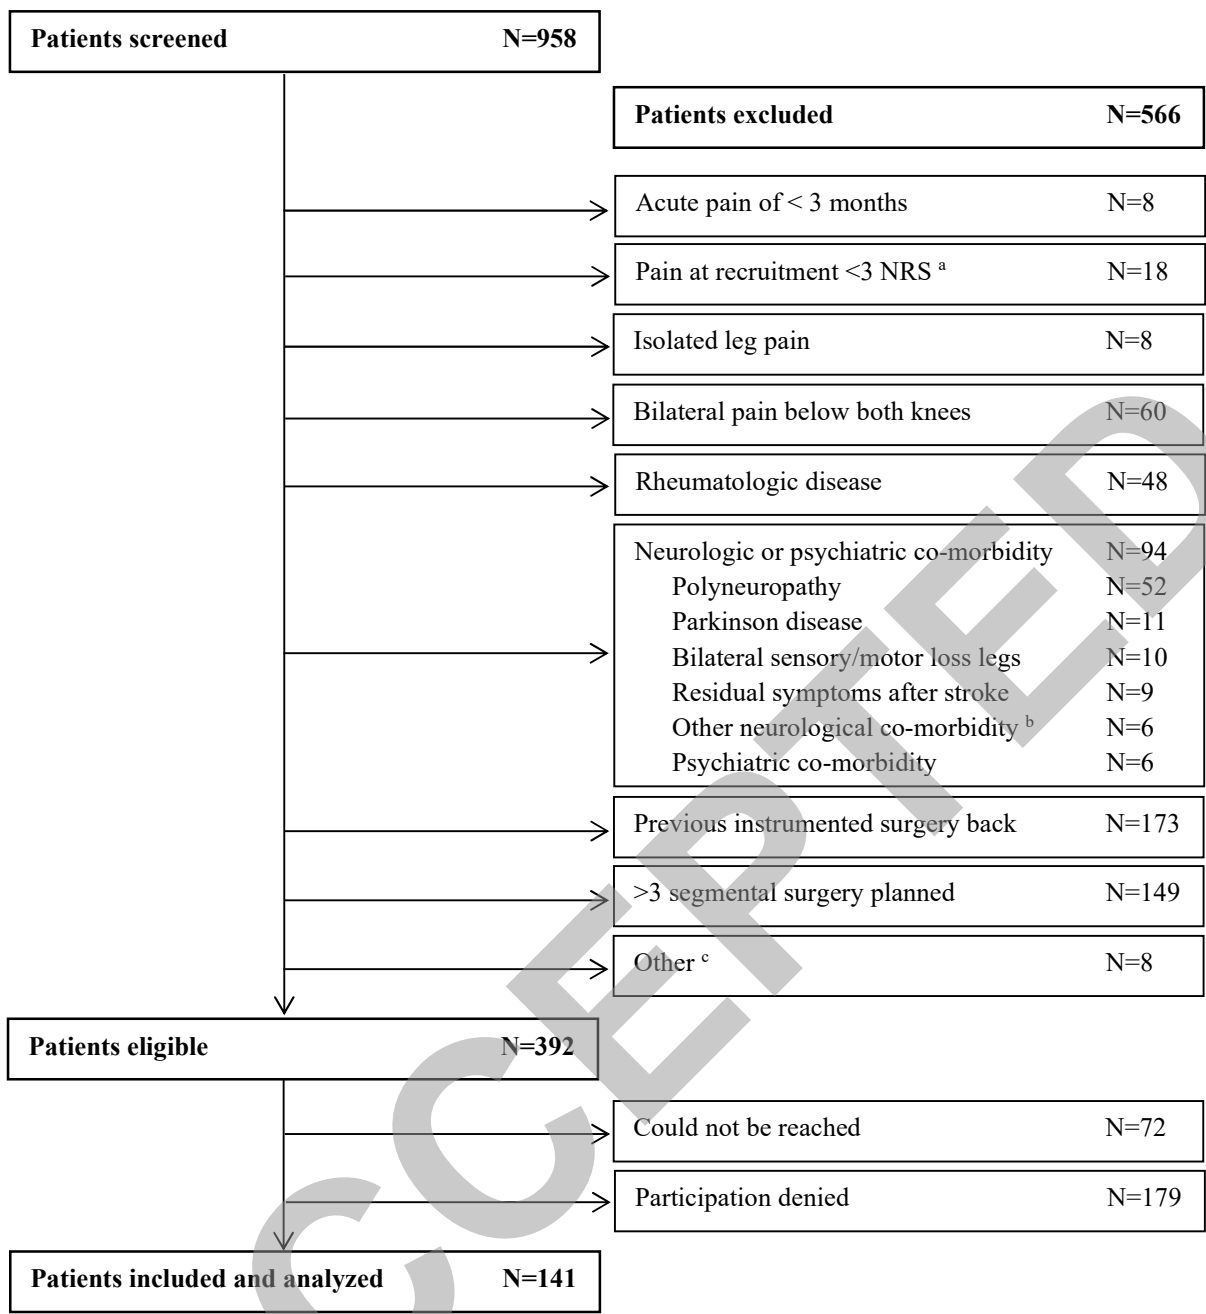 Patients screened N=958
Patients excluded N=566
Acute pain of < 3 months N=8
Pain at recruitment <3 NRS ᵃ N=18
Isolated leg pain N=8
Bilateral pain below both knees N=60
Rheumatologic disease N=48
Neurologic or psychiatric co-morbidity N=94
Polyneuropathy N=52
Parkinson disease N=11
Bilateral sensory/motor loss legs N=10
Residual symptoms after stroke N=9
Other neurological co-morbidity ᵇ N=6
Psychiatric co-morbidity N=6
Previous instrumented surgery back N=173
>3 segmental surgery planned N=149
Other ᶜ N=8
Patients eligible N=392
Could not be reached N=72
Participation denied N=179
Patients included and analyzed N=141
CCEPTED